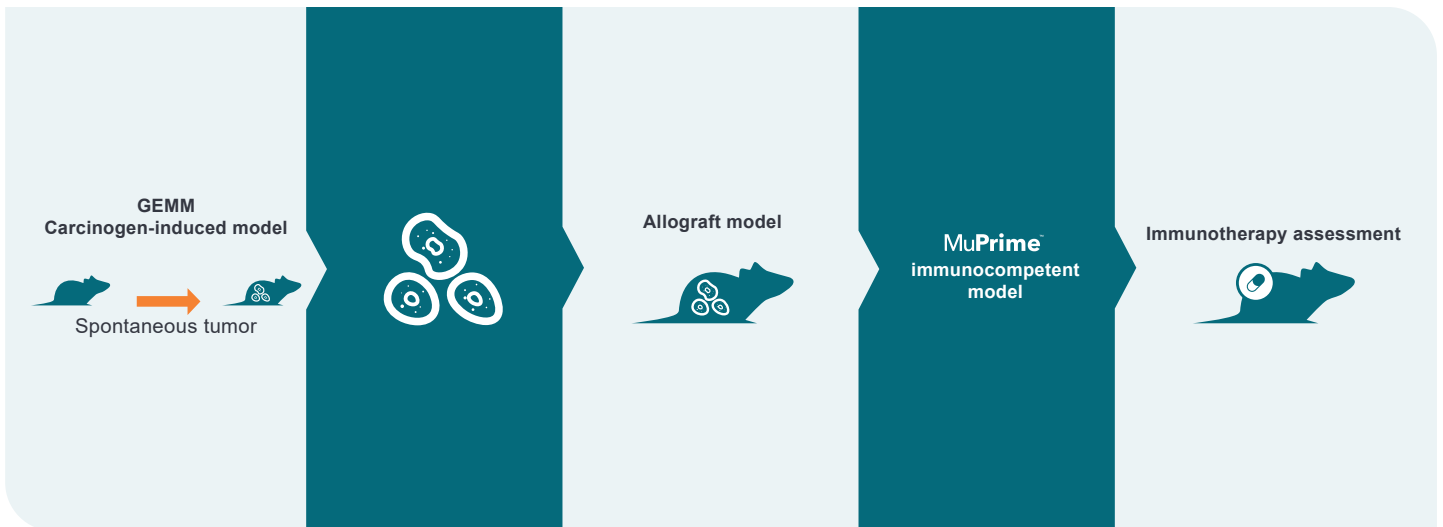 GEMM
Carcinogen-induced model
Spontaneous tumor
Allograft model
MuPrime™
immunocompetent
model
Immunotherapy assessment